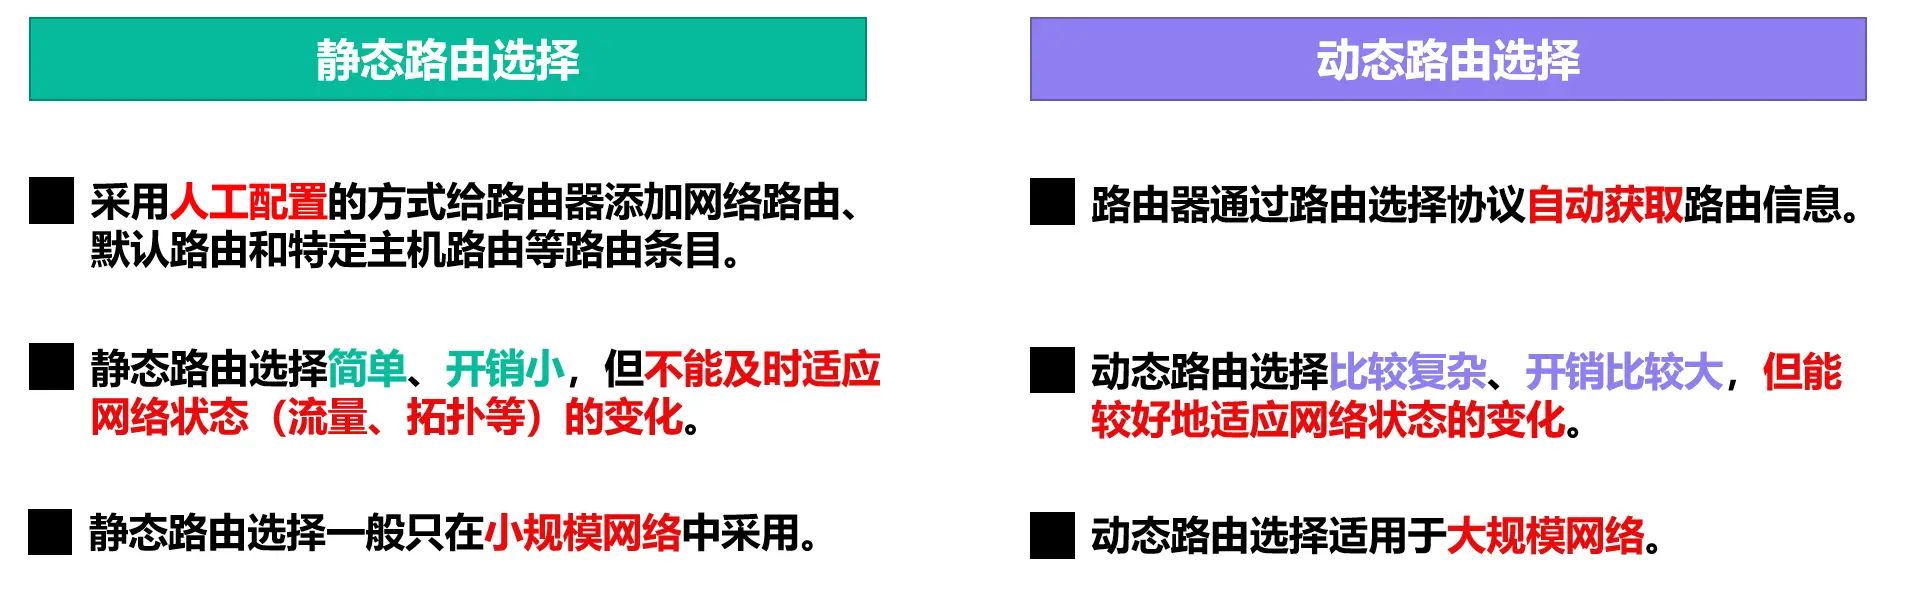 静态路由选择
采用人工配置的方式给路由器添加网络路由、
默认路由和特定主机路由等路由条目。
静态路由选择简单、开销小，但不能及时适应
网络状态（流量、拓扑等）的变化。
静态路由选择一般只在小规模网络中采用。
动态路由选择
路由器通过路由选择协议自动获取路由信息。
动态路由选择比较复杂、开销比较大，但能
较好地适应网络状态的变化。
动态路由选择适用于大规模网络。